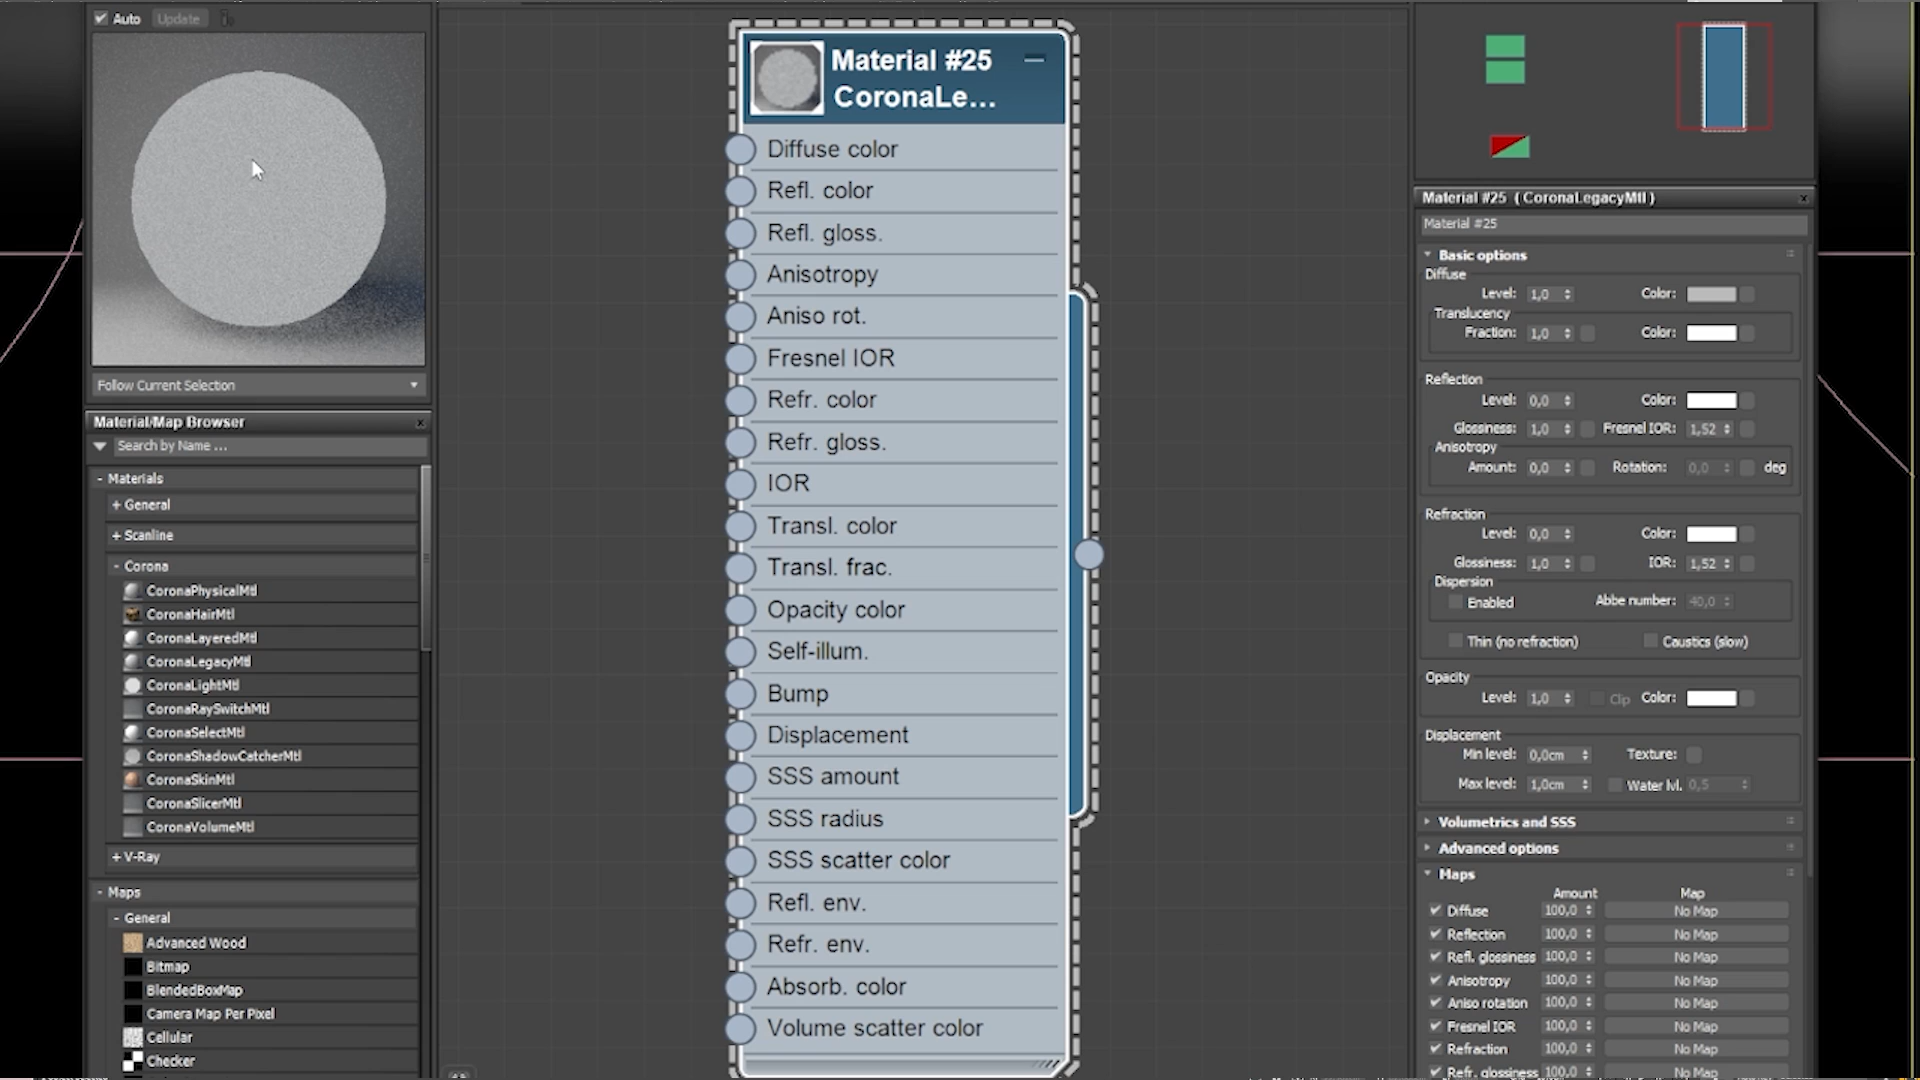 Auto
Update
Follow Current Selection
Material/Map Browser
Search by Name ...
- Materials
+ General
+ Scanline
- Corona
CoronaPhysicalMtl
CoronaHairMtl
CoronaLayeredMtl
CoronaLegacyMtl
CoronaLightMtl
CoronaRaySwitchMtl
CoronaSelectMtl
CoronaShadowCatcherMtl
CoronaSkinMtl
CoronaSlicerMtl
CoronaVolumeMtl
+ V-Ray
- Maps
- General
Advanced Wood
Bitmap
BlendedBoxMap
Camera Map Per Pixel
Cellular
Checker
Material #25
CoronaLe...
Diffuse color
Refl. color
Refl. gloss.
Anisotropy
Aniso rot.
Fresnel IOR
Refr. color
Refr. gloss.
IOR
Transl. color
Transl. frac.
Opacity color
Self-illum.
Bump
Displacement
SSS amount
SSS radius
SSS scatter color
Refl. env.
Refr. env.
Absorb. color
Volume scatter color
Material #25 ( CoronaLegacyMtl )
Material #25
Basic options
Diffuse
Level: 1,0 Color:
Translucency
Fraction: 1,0 Color:
Reflection
Level: 0,0 Color:
Glossiness: 1,0 Fresnel IOR: 1,52
Anisotropy
Amount: 0,0 Rotation: 0,0 deg
Refraction
Level: 0,0 Color:
Glossiness: 1,0 IOR: 1,52
Dispersion
Enabled Abbe number: 40,0
Thin (no refraction) Caustics (slow)
Opacity
Level: 1,0 Clip Color:
Displacement
Min level: 0,0cm Texture:
Max level: 1,0cm Water lvl. 0,5
Volumetrics and SSS
Advanced options
Maps
Amount Map
Diffuse 100,0 No Map
Reflection 100,0 No Map
Refl. glossiness 100,0 No Map
Anisotropy 100,0 No Map
Aniso rotation 100,0 No Map
Fresnel IOR 100,0 No Map
Refraction 100,0 No Map
Refr. glossiness 100,0 No Map